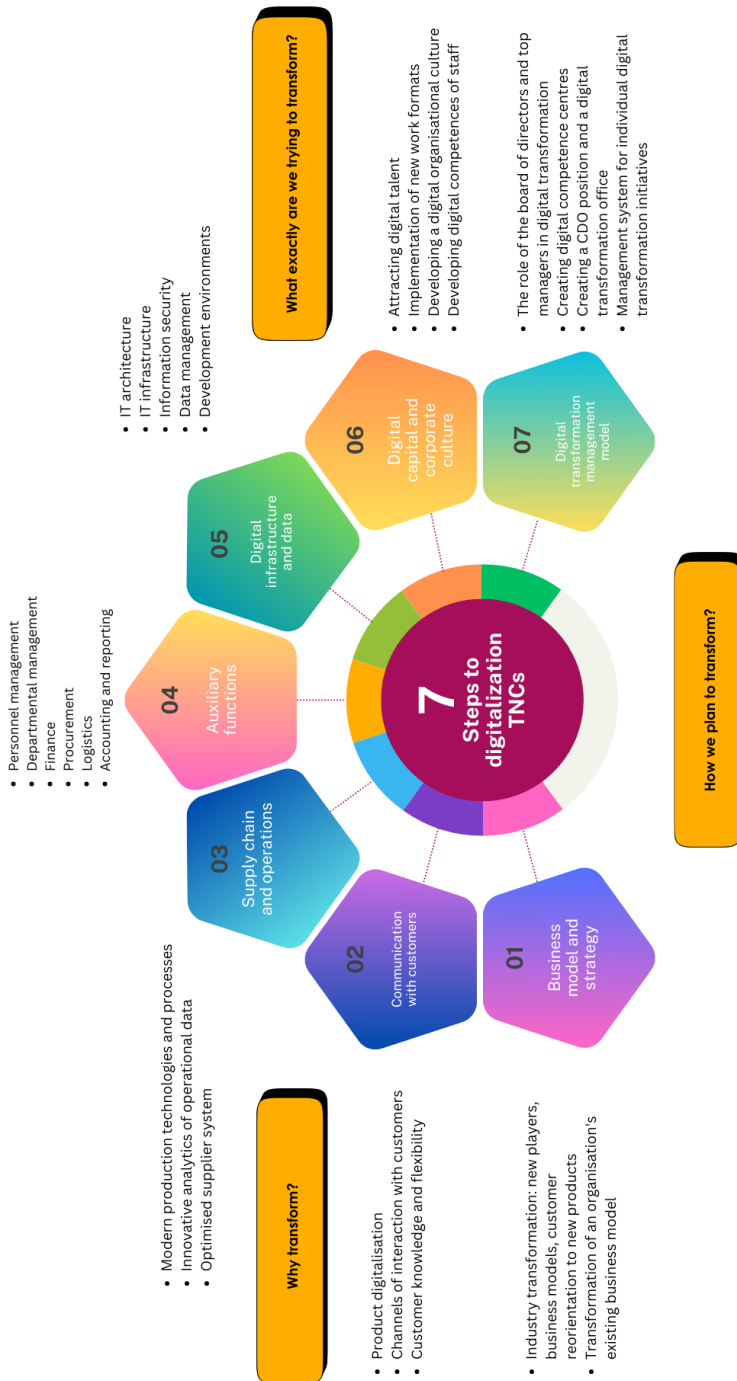 Why transform?
What exactly are we trying to transform?
How we plan to transform?
7
Steps to
digitalization
TNCs
01
Business
model and
strategy
• Industry transformation: new players,
business models, customer
reorientation to new products
• Transformation of an organisation's
existing business model
02
Communication
with customers
• Product digitalisation
• Channels of interaction with customers
• Customer knowledge and flexibility
03
Supply chain
and operations
• Modern production technologies and processes
• Innovative analytics of operational data
• Optimised supplier system
04
Auxiliary
functions
• Personnel management
• Departmental management
• Finance
• Procurement
• Logistics
• Accounting and reporting
05
Digital
infrastructure
and data
• IT architecture
• IT infrastructure
• Information security
• Data management
• Development environments
06
Digital
capital and
corporate
culture
• Attracting digital talent
• Implementation of new work formats
• Developing a digital organisational culture
• Developing digital competences of staff
07
Digital
transformation
management
model
• The role of the board of directors and top
managers in digital transformation
• Creating digital competence centres
• Creating a CDO position and a digital
transformation office
• Management system for individual digital
transformation initiatives